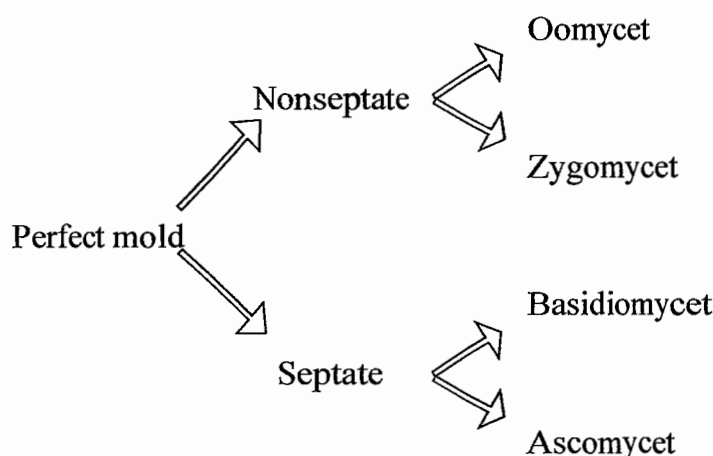 Oomycet
Nonseptate
Zygomycet
Perfect mold
Basidiomycet
Septate
Ascomycet